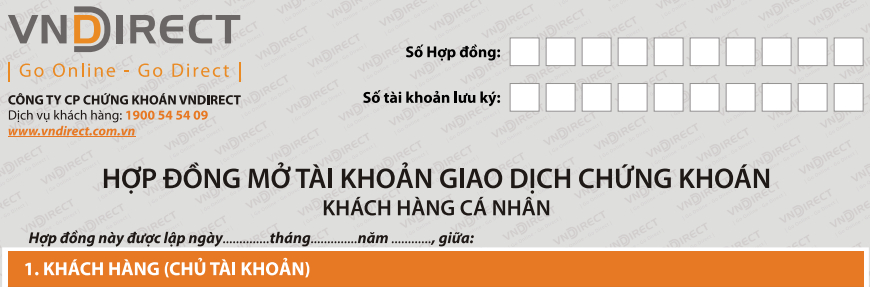 VNDIRECT
| Go Online - Go Direct |
CÔNG TY CP CHỨNG KHOÁN VNDIRECT
Dịch vụ khách hàng: 1900 54 54 09
www.vndirect.com.vn
Số Hợp đồng:
Số tài khoản lưu ký:
HỢP ĐỒNG MỞ TÀI KHOẢN GIAO DỊCH CHỨNG KHOÁN
KHÁCH HÀNG CÁ NHÂN
Hợp đồng này được lập ngày..............tháng..............năm ............, giữa:
1. KHÁCH HÀNG (CHỦ TÀI KHOẢN)